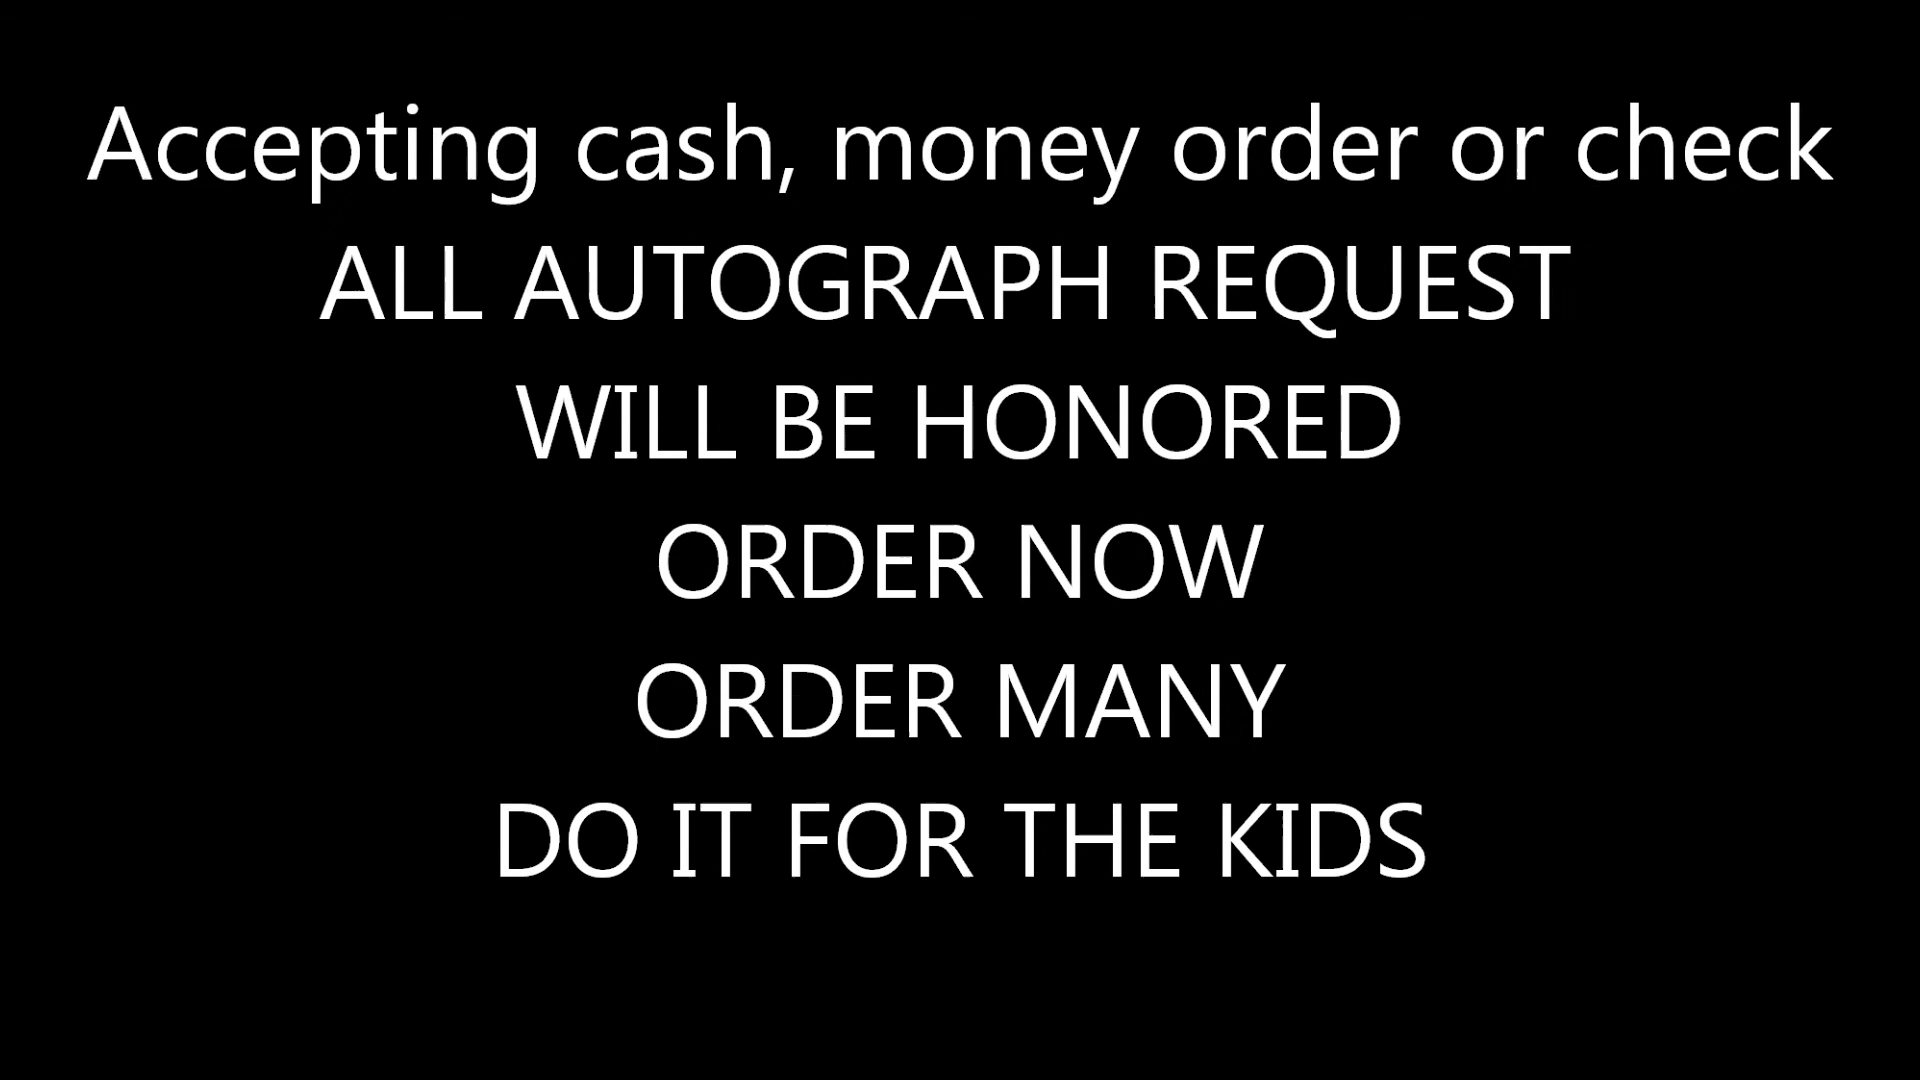 Accepting cash, money order or check
ALL AUTOGRAPH REQUEST
WILL BE HONORED
ORDER NOW
ORDER MANY
DO IT FOR THE KIDS